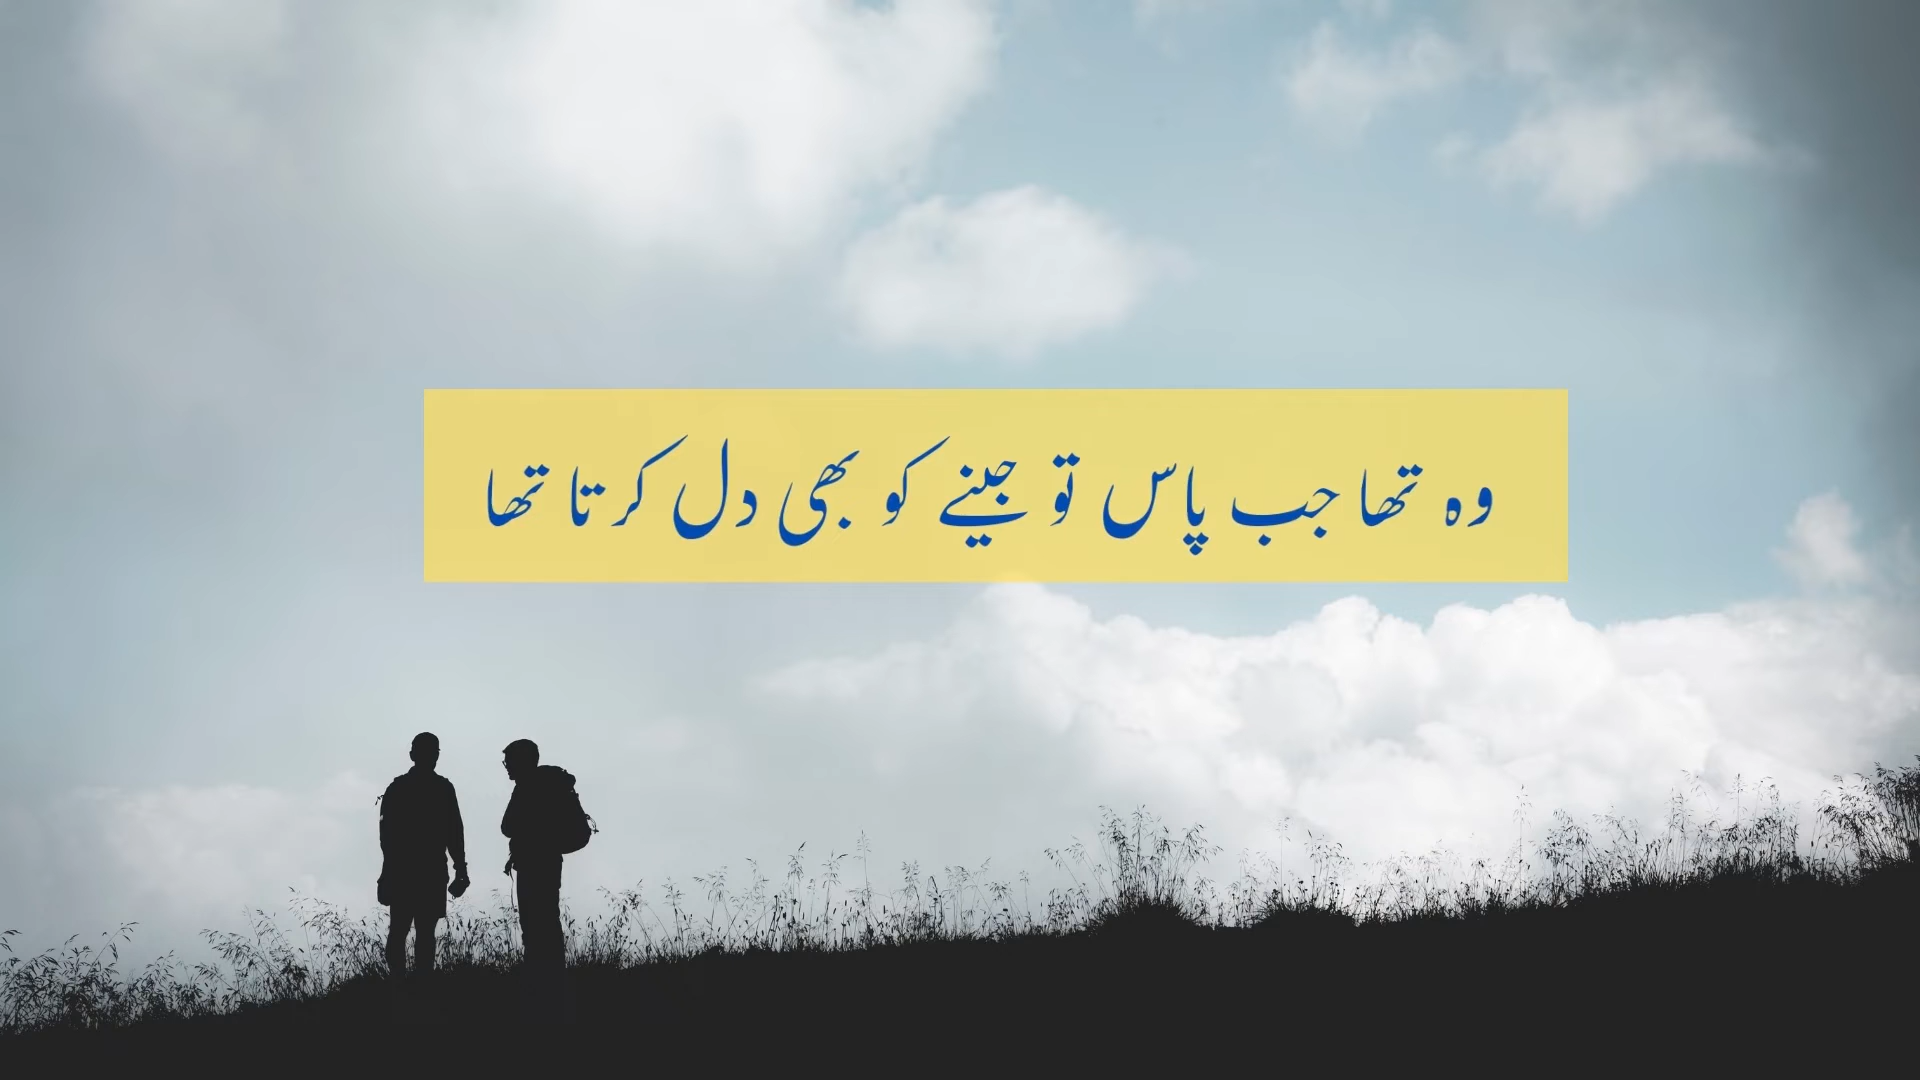 وہ تھا جب پاس تو جینے کو بھی دل کرتا تھا